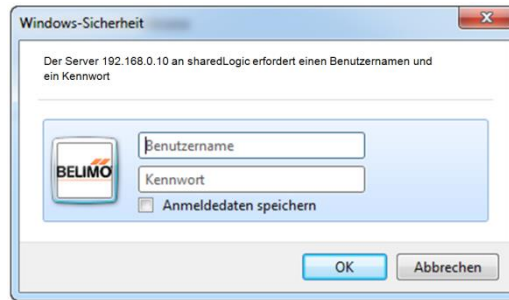 Windows-Sicherheit
Der Server 192.168.0.10 an sharedLogic erfordert einen Benutzernamen und
ein Kennwort
BELIMO
Benutzername
Kennwort
Anmeldedaten speichern
OK
Abbrechen